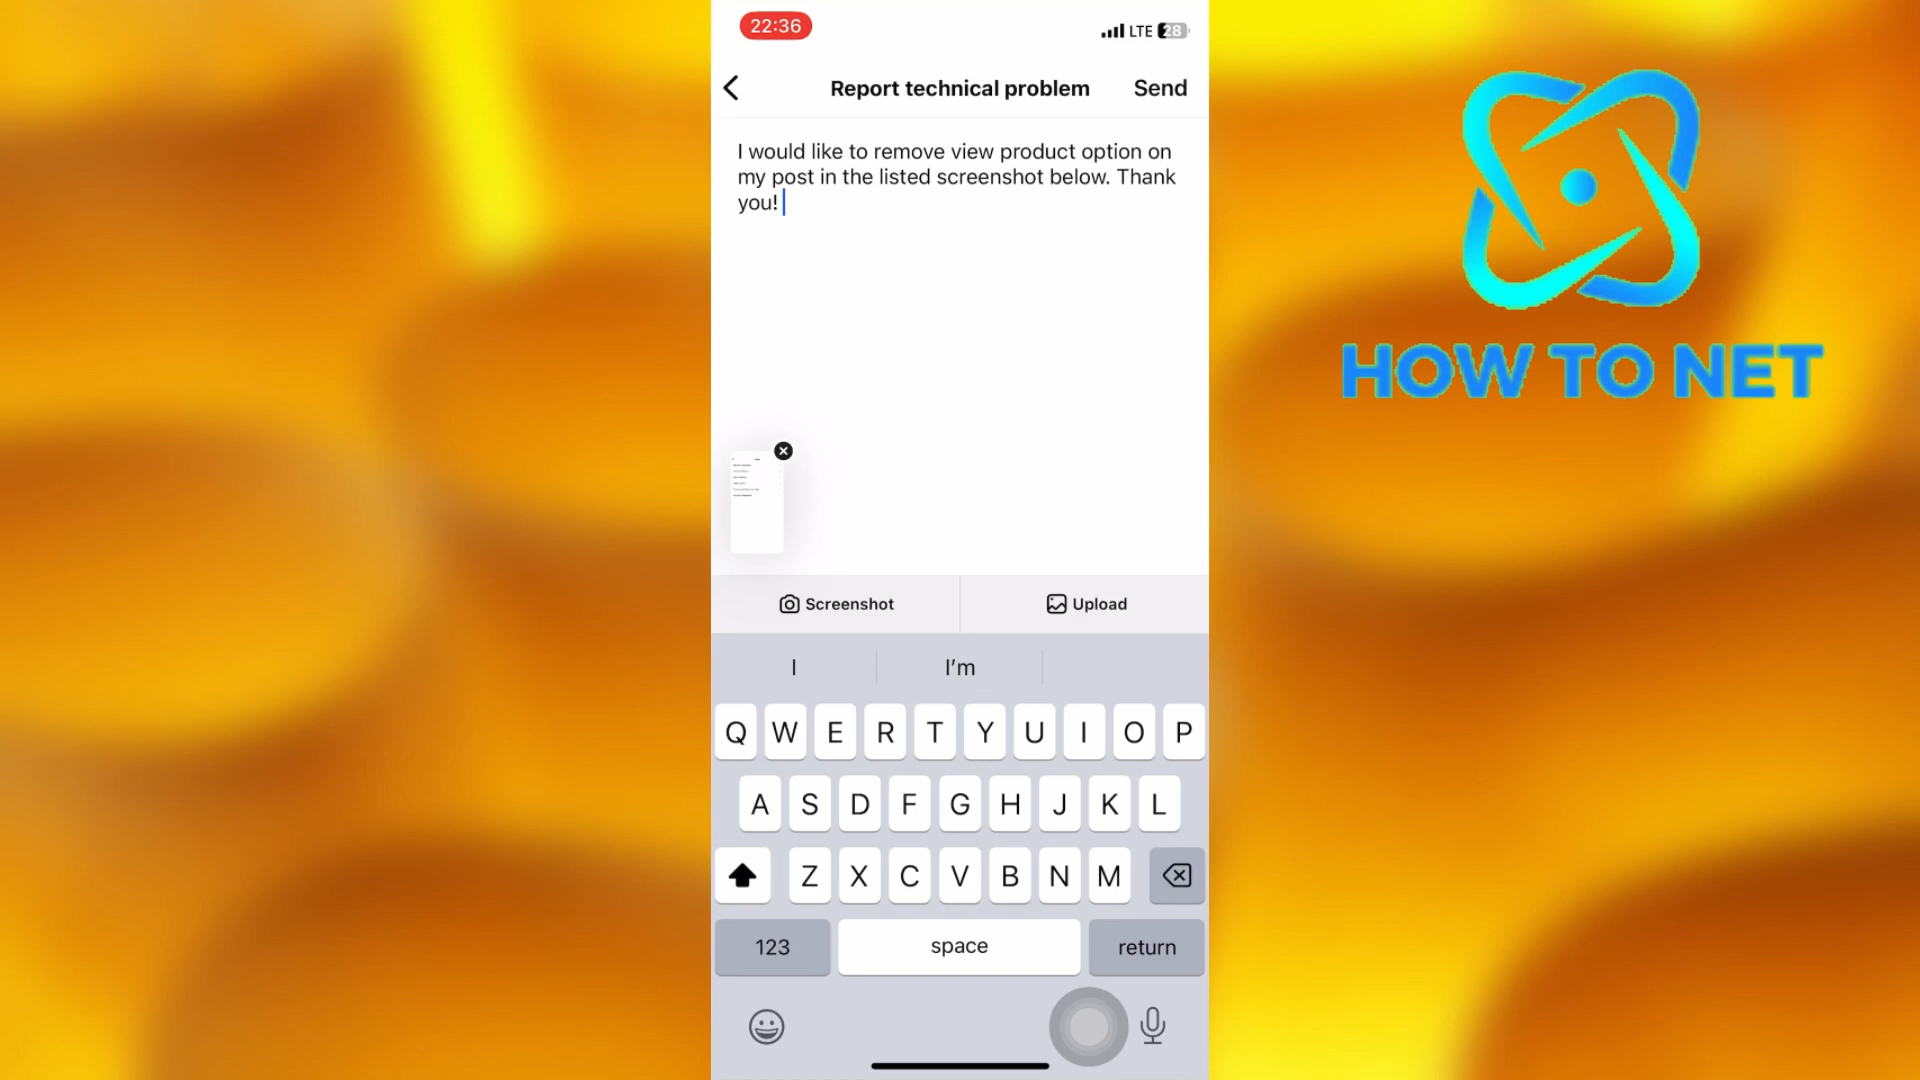 22:36
LTE 28
Report technical problem
Send
I would like to remove view product option on
my post in the listed screenshot below. Thank
you!
Screenshot
Upload
I
I'm
Q W E R T Y U I O P
A S D F G H J K L
Z X C V B N M
123
space
return
HOW TO NET